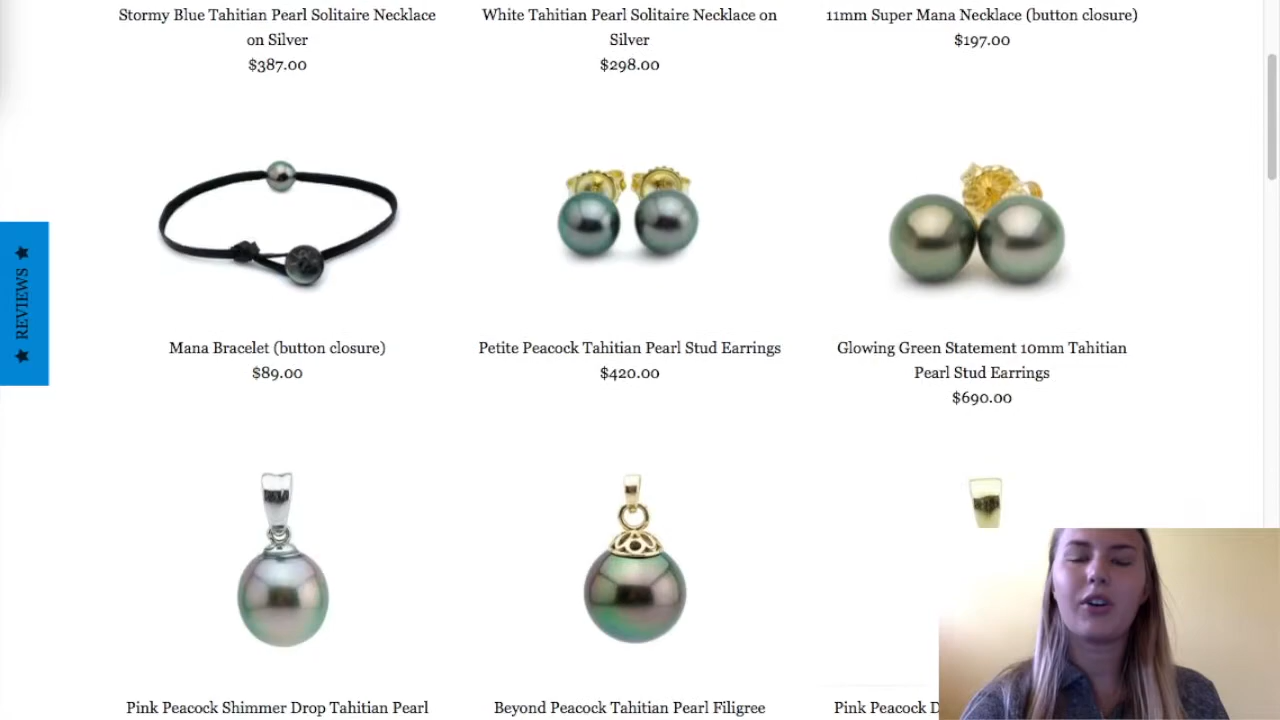 Stormy Blue Tahitian Pearl Solitaire Necklace
on Silver
$387.00
White Tahitian Pearl Solitaire Necklace on
Silver
$298.00
11mm Super Mana Necklace (button closure)
$197.00
★ REVIEWS ★
Mana Bracelet (button closure)
$89.00
Petite Peacock Tahitian Pearl Stud Earrings
$420.00
Glowing Green Statement 10mm Tahitian
Pearl Stud Earrings
$690.00
Pink Peacock Shimmer Drop Tahitian Pearl
Beyond Peacock Tahitian Pearl Filigree
Pink Peacock D